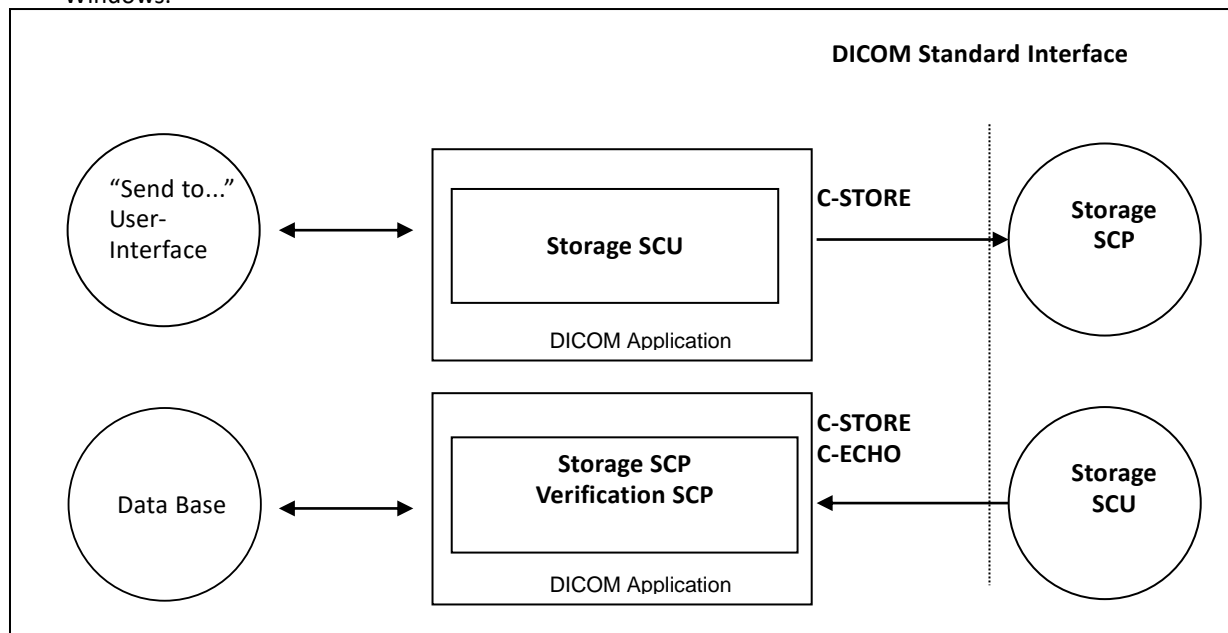 Windows.
DICOM Standard Interface
“Send to...”
User-
Interface
Storage SCU
DICOM Application
C-STORE
Storage
SCP
Data Base
Storage SCP
Verification SCP
DICOM Application
C-STORE
C-ECHO
Storage
SCU